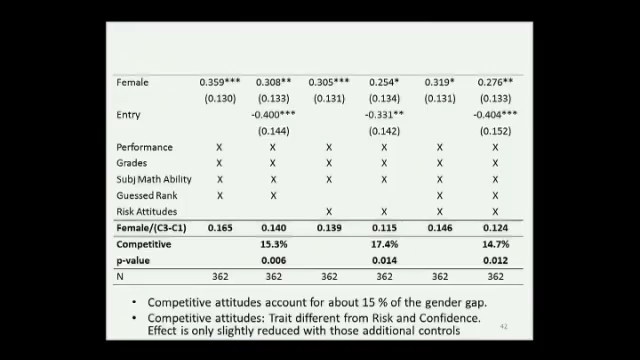 Female 0.359*** 0.308** 0.305*** 0.254* 0.319* 0.276**
(0.130) (0.133) (0.131) (0.134) (0.131) (0.133)
Entry -0.400*** -0.331** -0.404***
(0.144) (0.142) (0.152)
Performance X X X X X X
Grades X X X X X X
Subj Math Ability X X X X X X
Guessed Rank X X X X
Risk Attitudes X X X X
Female/(C3-C1) 0.165 0.140 0.139 0.115 0.146 0.124
Competitive 15.3% 17.4% 14.7%
p-value 0.006 0.014 0.012
N 362 362 362 362 362 362
• Competitive attitudes account for about 15 % of the gender gap.
• Competitive attitudes: Trait different from Risk and Confidence.
Effect is only slightly reduced with those additional controls
42